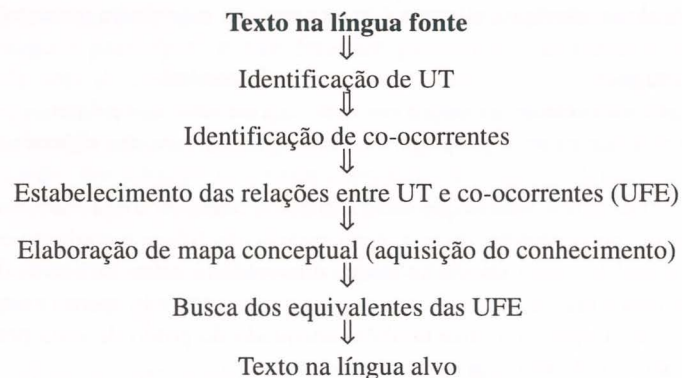 Texto na língua fonte
⇓
Identificação de UT
⇓
Identificação de co-ocorrentes
⇓
Estabelecimento das relações entre UT e co-ocorrentes (UFE)
⇓
Elaboração de mapa conceptual (aquisição do conhecimento)
⇓
Busca dos equivalentes das UFE
⇓
Texto na língua alvo